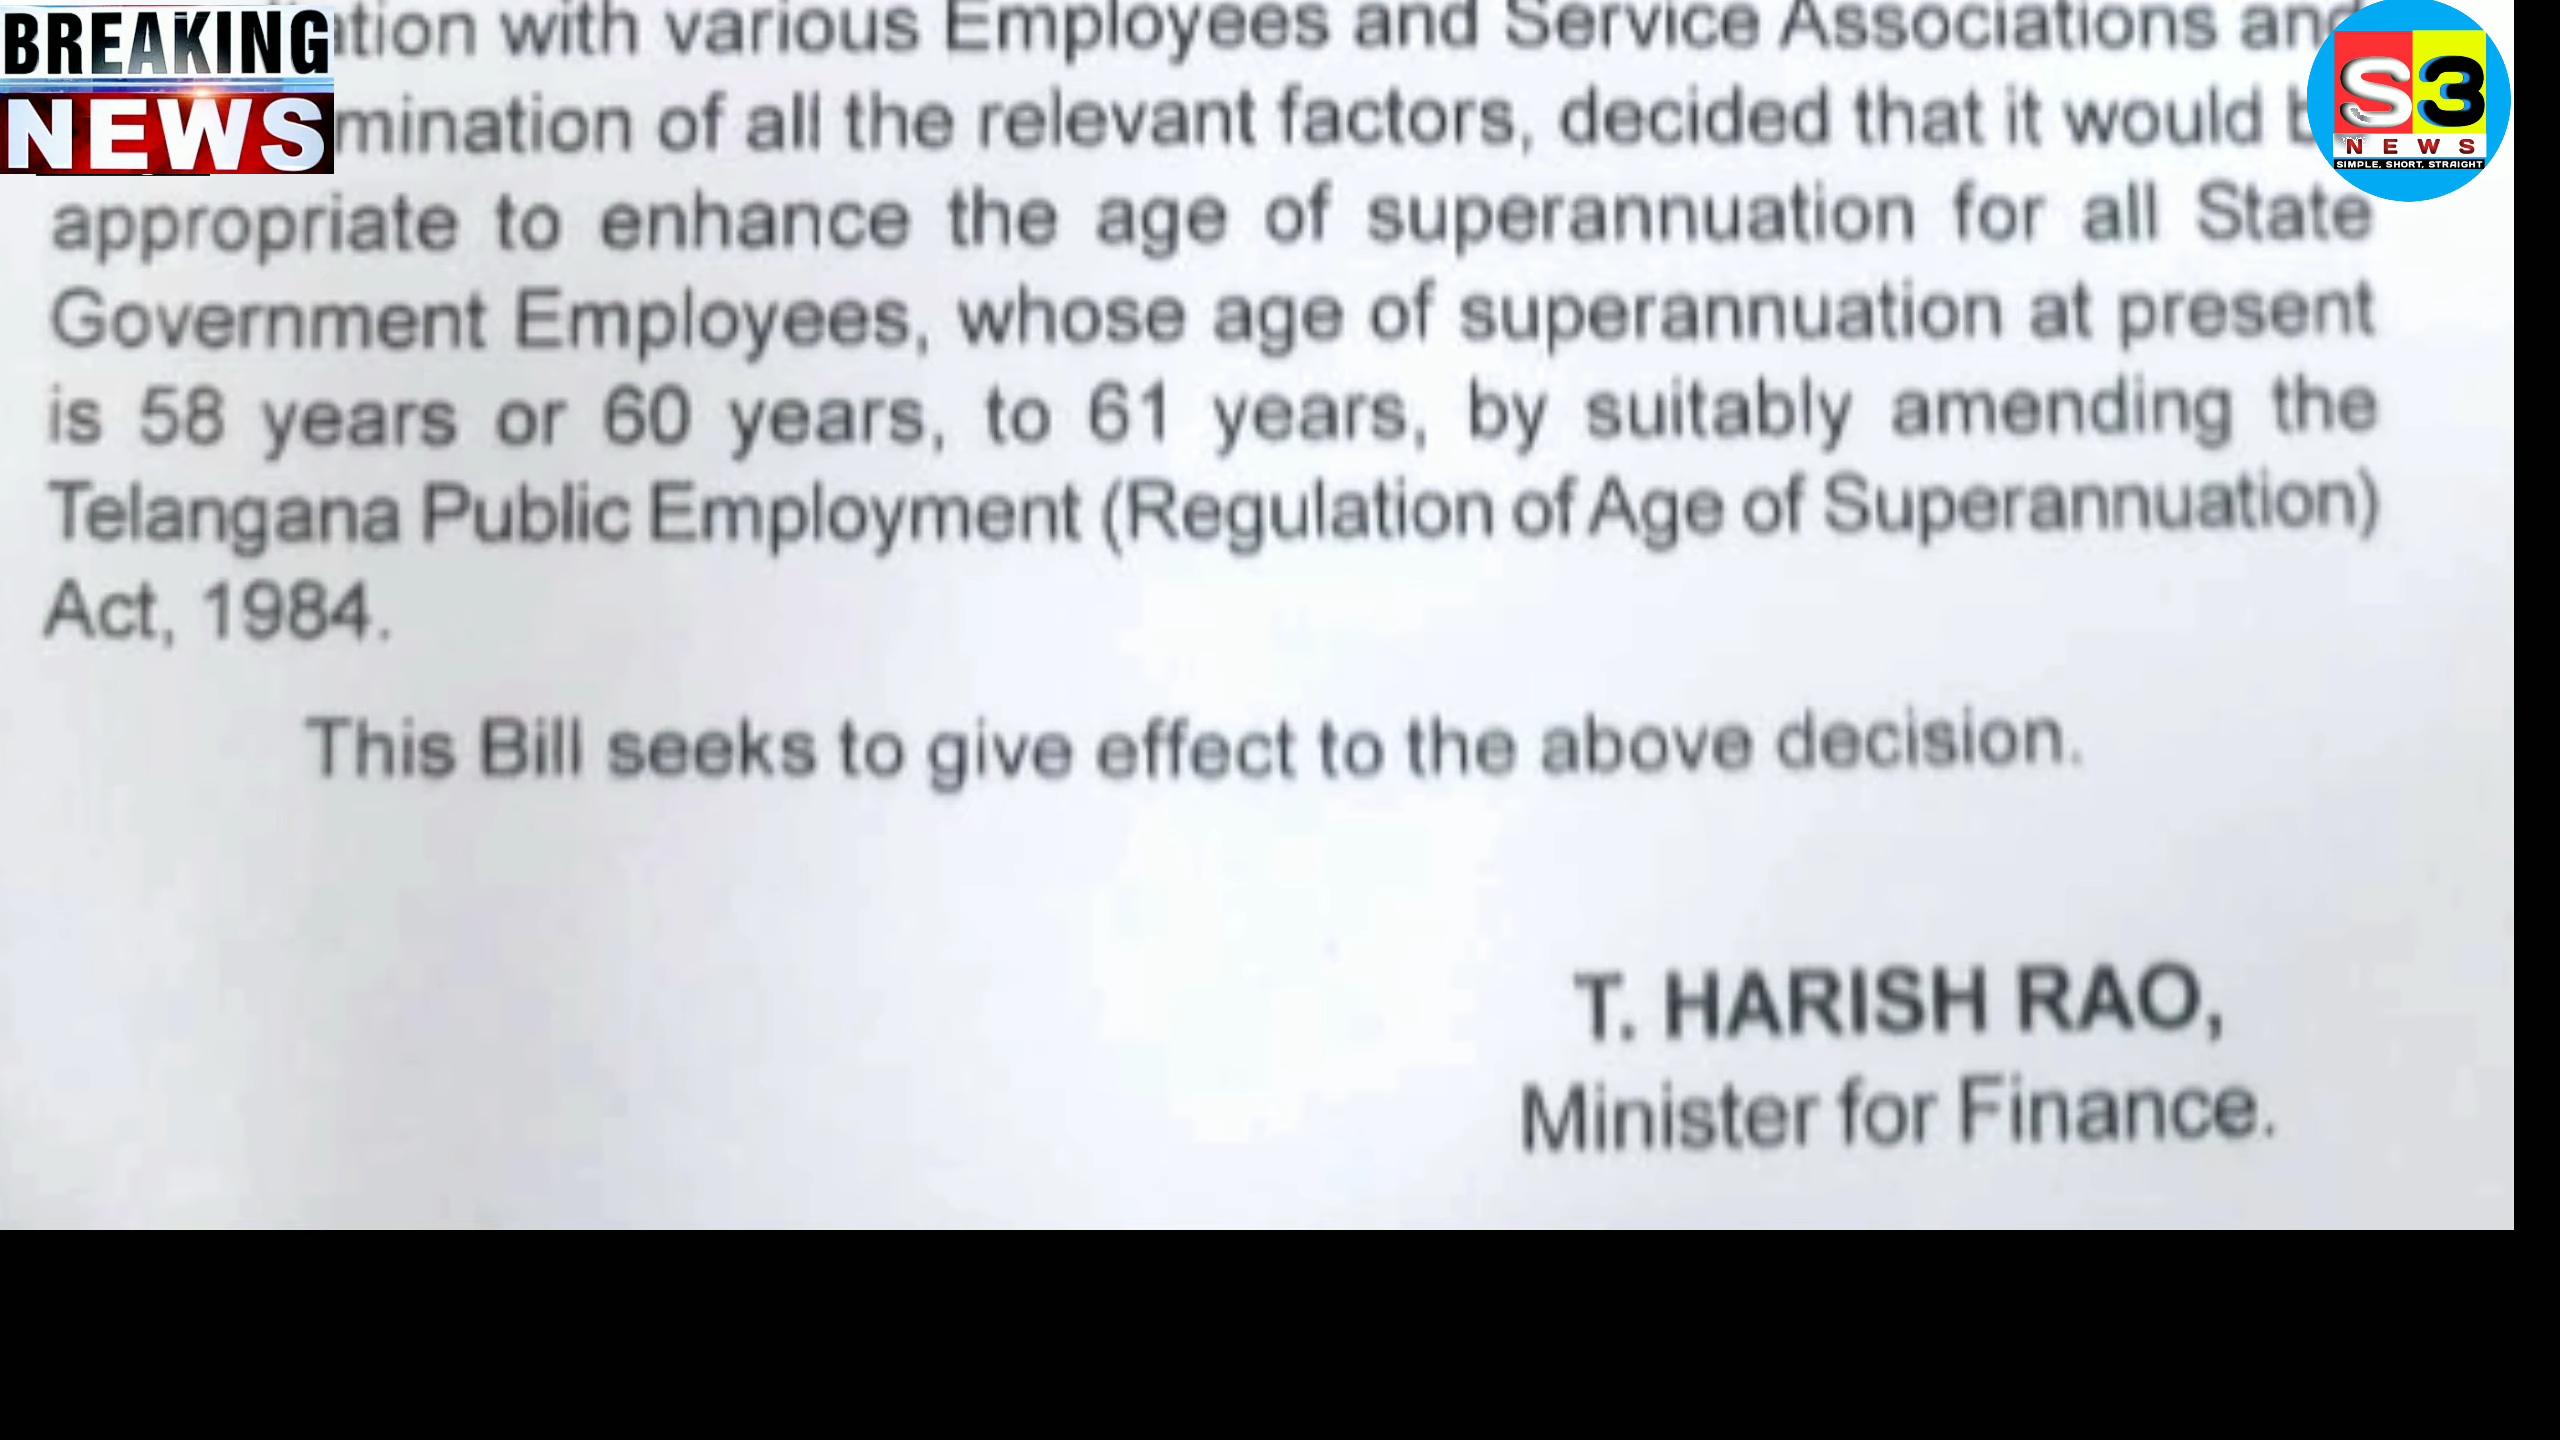 BREAKING
NEWS
with various Employees and Service Associations and
of all the relevant factors, decided that it would
appropriate to enhance the age of superannuation for all State
Government Employees, whose age of superannuation at present
is 58 years or 60 years, to 61 years, by suitably amending the
Telangana Public Employment (Regulation of Age of Superannuation)
Act, 1984.
This Bill seeks to give effect to the above decision.
T. HARISH RAO,
Minister for Finance.
S3
NEWS
SIMPLE, SHORT, STRAIGHT